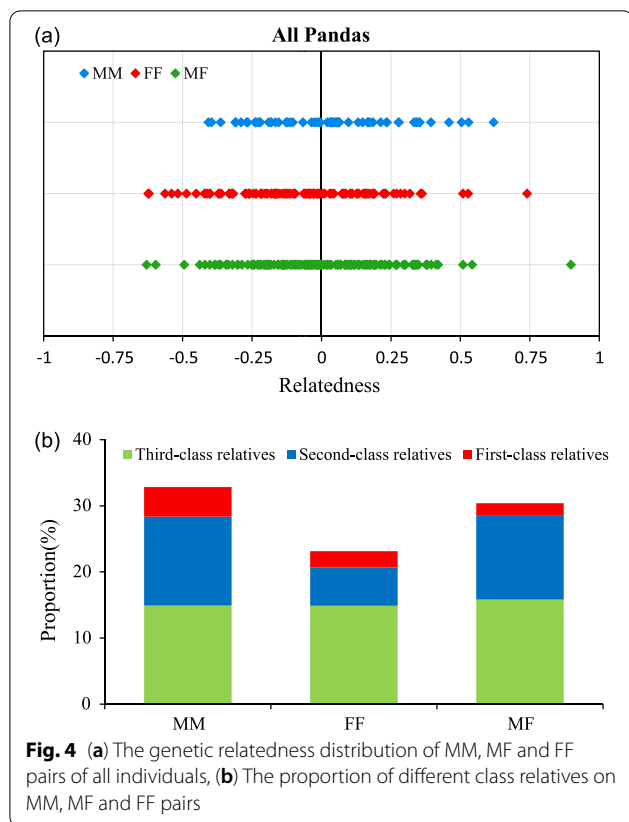 (a) All Pandas
MM FF MF
-1 -0.75 -0.5 -0.25 0 0.25 0.5 0.75 1
Relatedness
(b)
40
Third-class relatives Second-class relatives First-class relatives
30
20
10
0
Proportion(%)
MM FF MF
Fig. 4 (a) The genetic relatedness distribution of MM, MF and FF
pairs of all individuals, (b) The proportion of different class relatives on
MM, MF and FF pairs